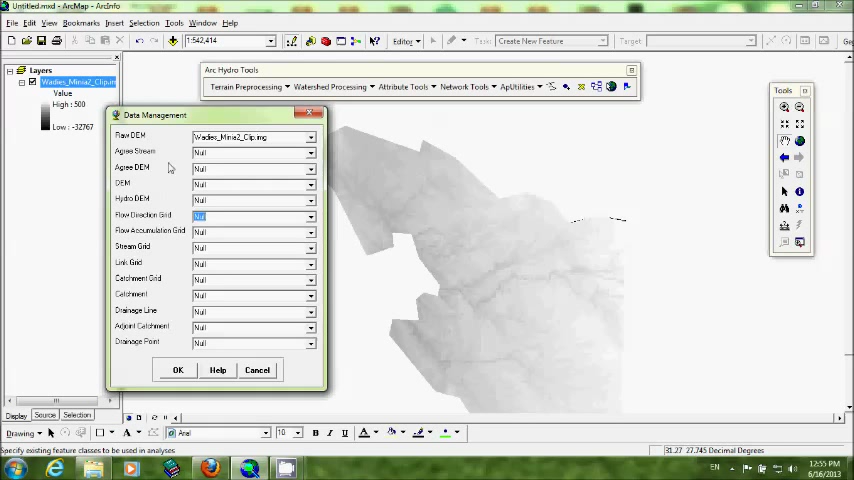 Untitled.mxd - ArcMap - ArcInfo
File Edit View Bookmarks Insert Selection Tools Window Help
1:542,414 Editor Task: Create New Feature Target:
Layers
Wadies_Minia2_Clip.im
Value
High : 500
Low : -32767
Arc Hydro Tools
Terrain Preprocessing Watershed Processing Attribute Tools Network Tools ApUtilities
Tools
Data Management
Raw DEM Wadies_Minia2_Clip.img
Agree Stream Null
Agree DEM Null
DEM Null
Hydro DEM Null
Flow Direction Grid Null
Flow Accumulation Grid Null
Stream Grid Null
Link Grid Null
Catchment Grid Null
Catchment Null
Drainage Line Null
Adjoint Catchment Null
Drainage Point Null
OK Help Cancel
Display Source Selection
Drawing Arial 10 B I U A
Specify existing feature classes to be used in analyses 31.27 27.745 Decimal Degrees
EN 12:55 PM
6/16/2013